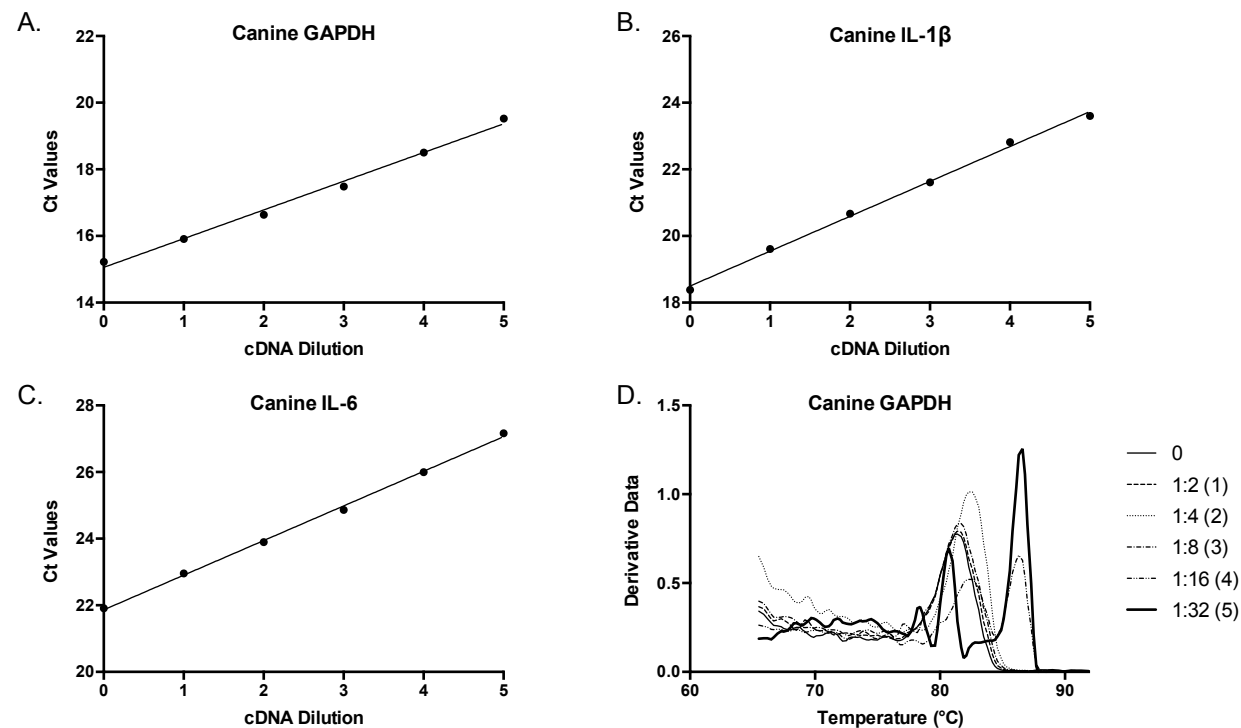 A.
Canine GAPDH
22
20
18
16
14
Ct Values
0 1 2 3 4 5
cDNA Dilution
B.
Canine IL-1β
26
24
22
20
18
Ct Values
0 1 2 3 4 5
cDNA Dilution
C.
Canine IL-6
28
26
24
22
20
Ct Values
0 1 2 3 4 5
cDNA Dilution
D.
Canine GAPDH
1.5
1.0
0.5
0.0
Derivative Data
60 70 80 90
Temperature (°C)
0
1:2 (1)
1:4 (2)
1:8 (3)
1:16 (4)
1:32 (5)